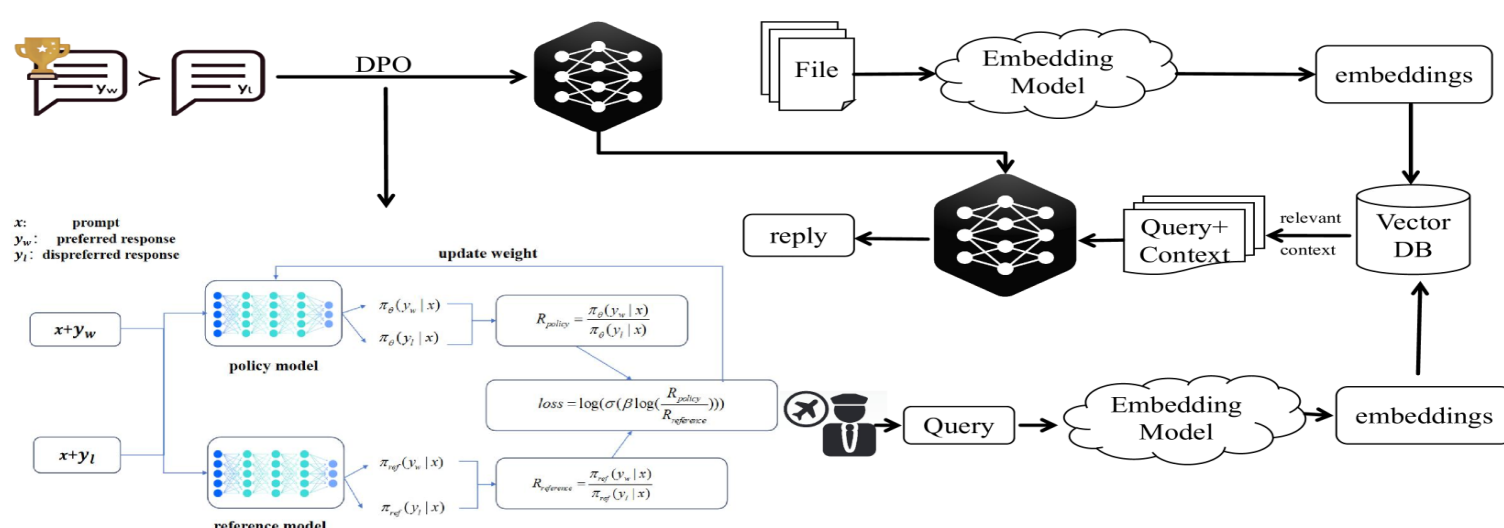 y_w
≻
y_l
DPO
File
Embedding
Model
embeddings
Vector
DB
relevant
context
Query+
Context
reply
x: prompt
y_w: preferred response
y_l: dispreferred response
update weight
x+y_w
policy model
π_θ(y_w | x)
π_θ(y_l | x)
R_policy = π_θ(y_w | x) / π_θ(y_l | x)
loss = log(σ(β log(R_policy / R_reference)))
x+y_l
reference model
π_ref(y_w | x)
π_ref(y_l | x)
R_reference = π_ref(y_w | x) / π_ref(y_l | x)
Query
Embedding
Model
embeddings